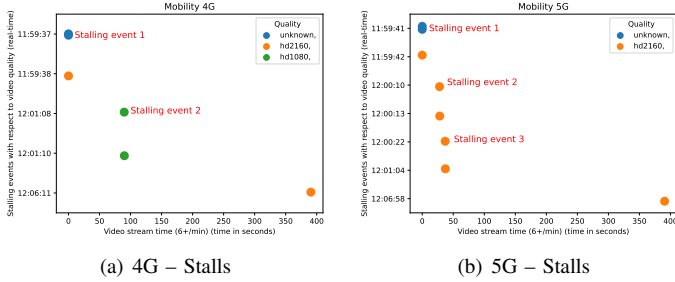 Mobility 4G
Stalling events with respect to video quality (real-time)
11:59:37
11:59:38
12:01:08
12:01:10
12:06:11
Stalling event 1
Stalling event 2
Quality
unknown,
hd2160,
hd1080,
0 50 100 150 200 250 300 350 400
Video stream time (6+/min) (time in seconds)
(a) 4G – Stalls
Mobility 5G
Stalling events with respect to video quality (real-time)
11:59:41
11:59:42
12:00:10
12:00:13
12:00:22
12:01:04
12:06:58
Stalling event 1
Stalling event 2
Stalling event 3
Quality
unknown,
hd2160,
0 50 100 150 200 250 300 350 400
Video stream time (6+/min) (time in seconds)
(b) 5G – Stalls